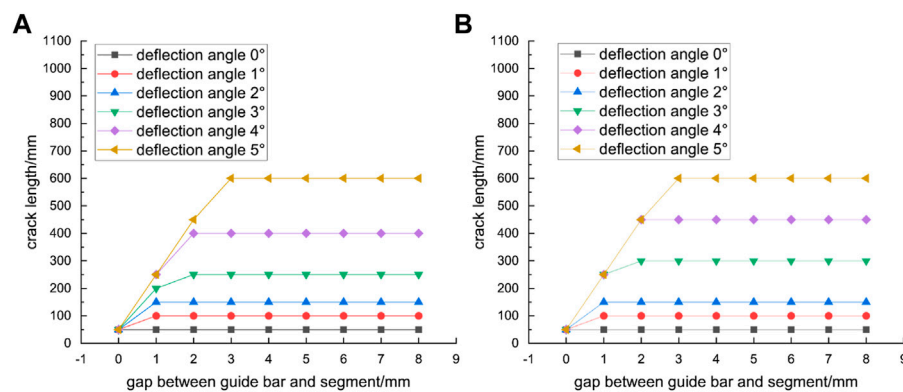 A
crack length/mm
1100
1000
900
800
700
600
500
400
300
200
100
0
deflection angle 0°
deflection angle 1°
deflection angle 2°
deflection angle 3°
deflection angle 4°
deflection angle 5°
-1 0 1 2 3 4 5 6 7 8 9
gap between guide bar and segment/mm
B
crack length/mm
1100
1000
900
800
700
600
500
400
300
200
100
0
deflection angle 0°
deflection angle 1°
deflection angle 2°
deflection angle 3°
deflection angle 4°
deflection angle 5°
-1 0 1 2 3 4 5 6 7 8 9
gap between guide bar and segment/mm